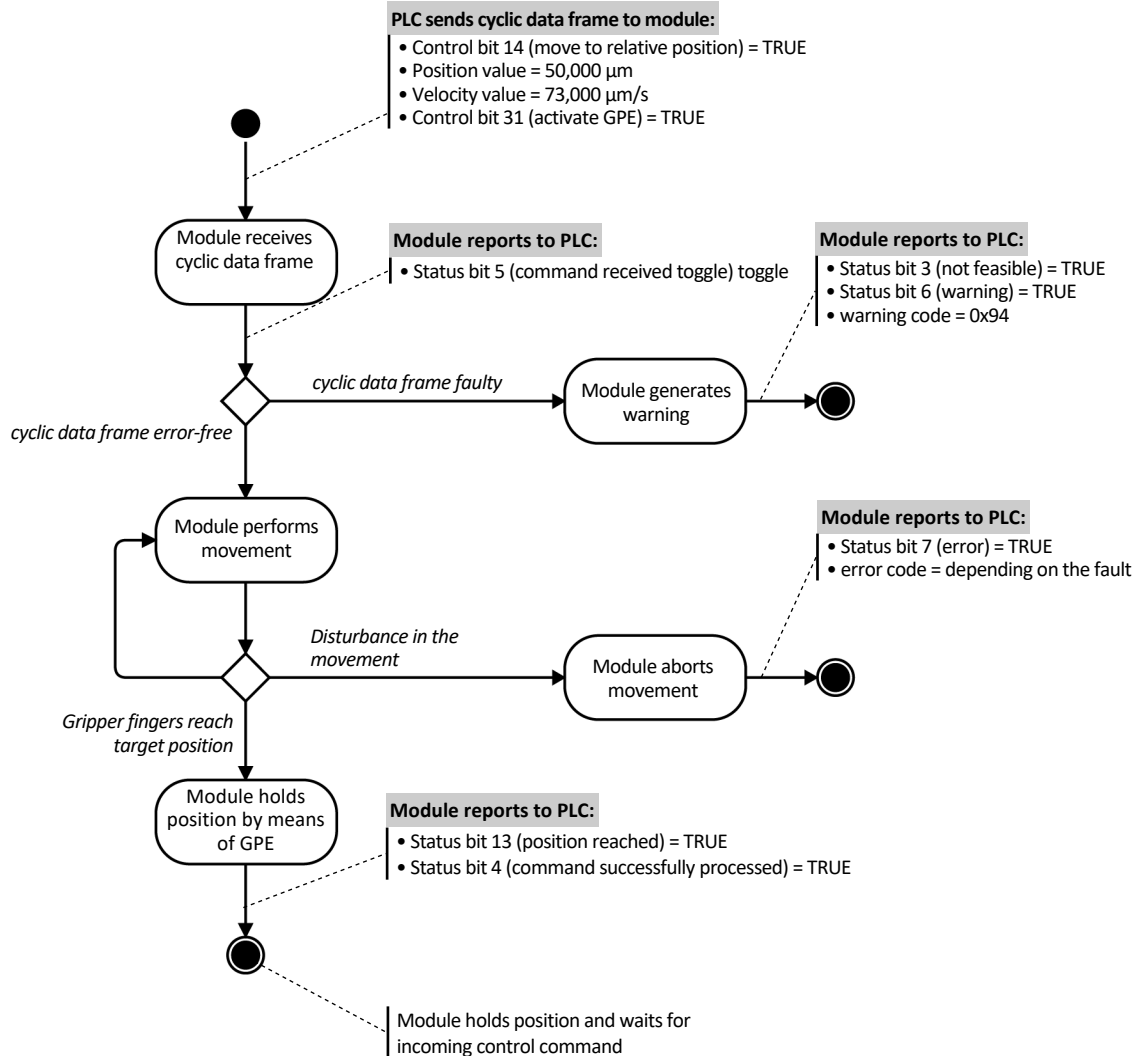 PLC sends cyclic data frame to module:
• Control bit 14 (move to relative position) = TRUE
• Position value = 50,000 µm
• Velocity value = 73,000 µm/s
• Control bit 31 (activate GPE) = TRUE
Module receives
cyclic data frame
Module reports to PLC:
• Status bit 5 (command received toggle) toggle
Module reports to PLC:
• Status bit 3 (not feasible) = TRUE
• Status bit 6 (warning) = TRUE
• warning code = 0x94
cyclic data frame faulty
Module generates
warning
cyclic data frame error-free
Module performs
movement
Module reports to PLC:
• Status bit 7 (error) = TRUE
• error code = depending on the fault
Disturbance in the
movement
Module aborts
movement
Gripper fingers reach
target position
Module holds
position by means
of GPE
Module reports to PLC:
• Status bit 13 (position reached) = TRUE
• Status bit 4 (command successfully processed) = TRUE
Module holds position and waits for
incoming control command